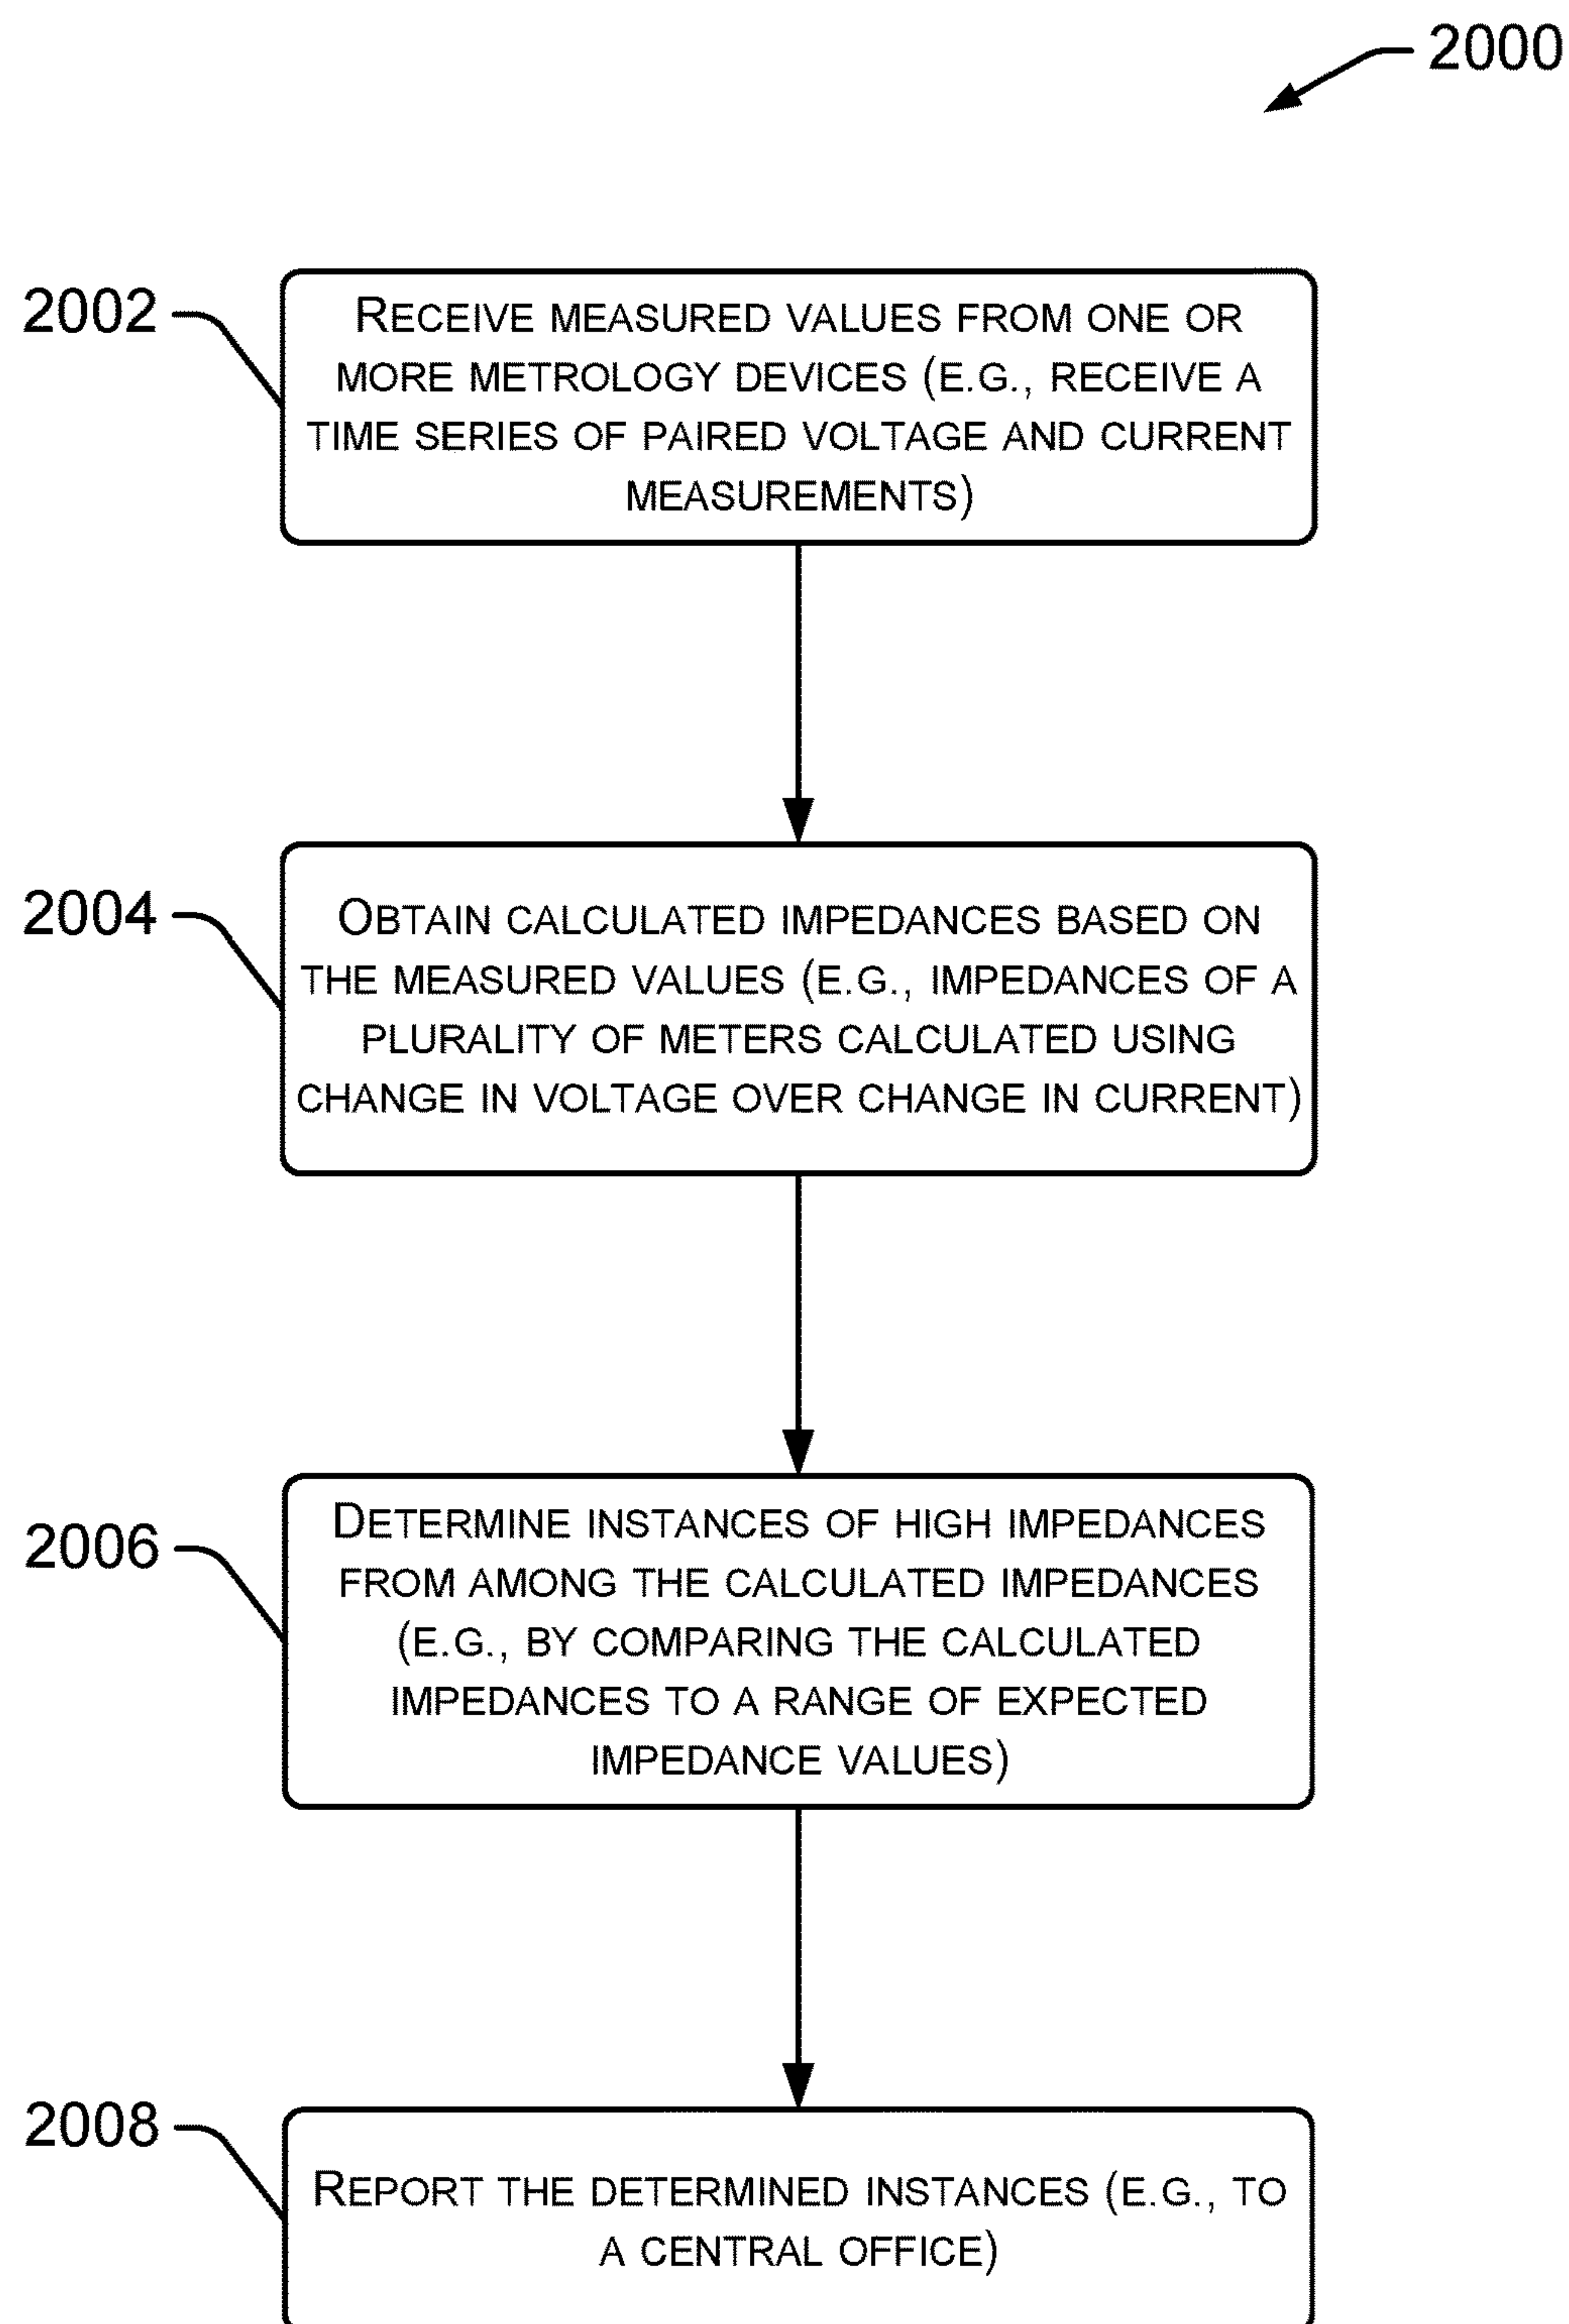 2000
2002
RECEIVE MEASURED VALUES FROM ONE OR
MORE METROLOGY DEVICES (E.G., RECEIVE A
TIME SERIES OF PAIRED VOLTAGE AND CURRENT
MEASUREMENTS)
2004
OBTAIN CALCULATED IMPEDANCES BASED ON
THE MEASURED VALUES (E.G., IMPEDANCES OF A
PLURALITY OF METERS CALCULATED USING
CHANGE IN VOLTAGE OVER CHANGE IN CURRENT)
2006
DETERMINE INSTANCES OF HIGH IMPEDANCES
FROM AMONG THE CALCULATED IMPEDANCES
(E.G., BY COMPARING THE CALCULATED
IMPEDANCES TO A RANGE OF EXPECTED
IMPEDANCE VALUES)
2008
REPORT THE DETERMINED INSTANCES (E.G., TO
A CENTRAL OFFICE)